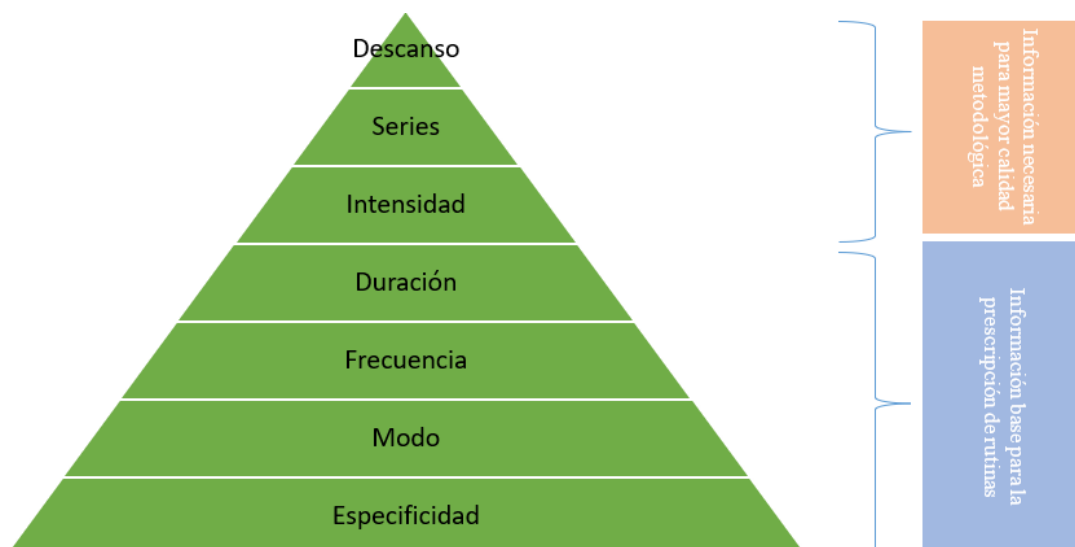 Descanso
Series
Intensidad
Duración
Frecuencia
Modo
Especificidad
Información necesaria
para mayor calidad
metodológica
Información base para la
prescripción de rutinas